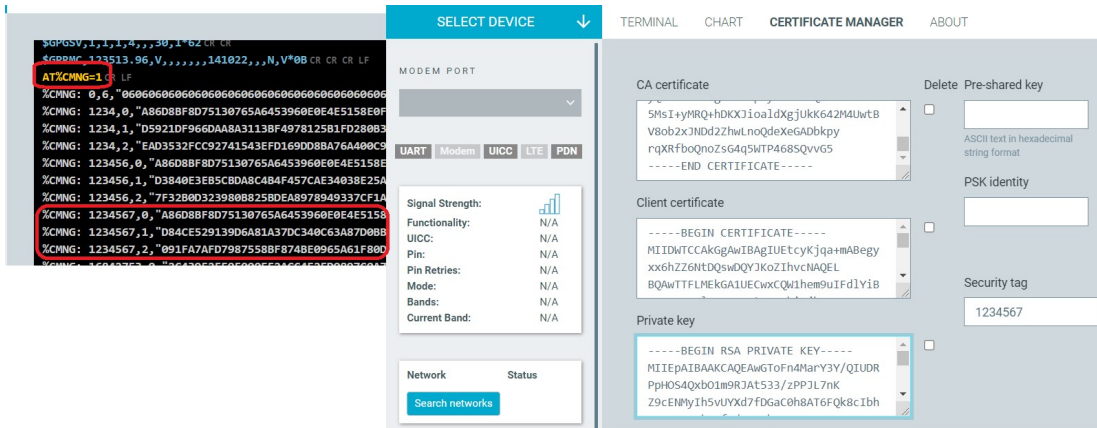 $GPGSV,1,1,1,4,,,30,1*62 CR CR
$GPRMC,123513.96,V,,,,,,,141022,,,N,V*0B CR CR CR LF
AT%CMNG=1 CR LF
%CMNG: 0,6,"0606060606060606060606060606060606060606
%CMNG: 1234,0,"A86D8BF8D75130765A6453960E0E4E5158E0F
%CMNG: 1234,1,"D5921DF966DAA8A3113BF4978125B1FD280B3
%CMNG: 1234,2,"EAD3532FCC92741543EFD169DD8BA76A400C9
%CMNG: 123456,0,"A86D8BF8D75130765A6453960E0E4E5158E
%CMNG: 123456,1,"D3840E3EB5CBDA8C4B4F457CAE34038E25A
%CMNG: 123456,2,"7F32B0D323980B825BDEA8978949337CF1A
%CMNG: 1234567,0,"A86D8BF8D75130765A6453960E0E4E5158
%CMNG: 1234567,1,"D84CE529139D6A81A37DC340C63A87D0BB
%CMNG: 1234567,2,"091FA7AFD7987558BF874BE0965A61F80D
SELECT DEVICE
MODEM PORT
UART Modem UICC LTE PDN
Signal Strength:
Functionality: N/A
UICC: N/A
Pin: N/A
Pin Retries: N/A
Mode: N/A
Bands: N/A
Current Band: N/A
Network Status
Search networks
TERMINAL CHART CERTIFICATE MANAGER ABOUT
CA certificate
5MsI+yMRQ+hDKXJioaldXgjUkK642M4UwtB
V8ob2xJNDd2ZhwLnoQdeXeGADbkpy
rqXRfboQnoZsG4q5WTP468SQvvG5
-----END CERTIFICATE-----
Client certificate
-----BEGIN CERTIFICATE-----
MIIDWTCCAkGgAwIBAgIUEtcyKjqa+mABegy
xx6hZZ6NtDQswDQYJKoZIhvcNAQEL
BQAwTTFLMEkGA1UECwxCQW1hem9uIFdlYiB
Private key
-----BEGIN RSA PRIVATE KEY-----
MIIEpAIBAAKCAQEAwGToFn4MarY3Y/QIUDR
PpHOS4QxbO1m9RJAt533/zPPJL7nK
Z9cENMyIh5vUYXd7fDGaC0h8AT6FQk8cIbh
Delete
Pre-shared key
ASCII text in hexadecimal
string format
PSK identity
Security tag
1234567